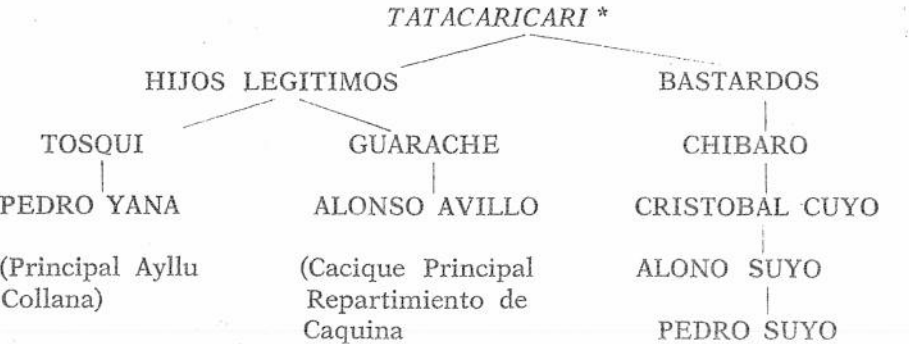 TATACARICARI *
HIJOS LEGITIMOS BASTARDOS
TOSQUI GUARACHE CHIBARO
PEDRO YANA ALONSO AVILLO CRISTOBAL CUYO
(Principal Ayllu (Cacique Principal ALONO SUYO
Collana) Repartimiento de
Caquina PEDRO SUYO